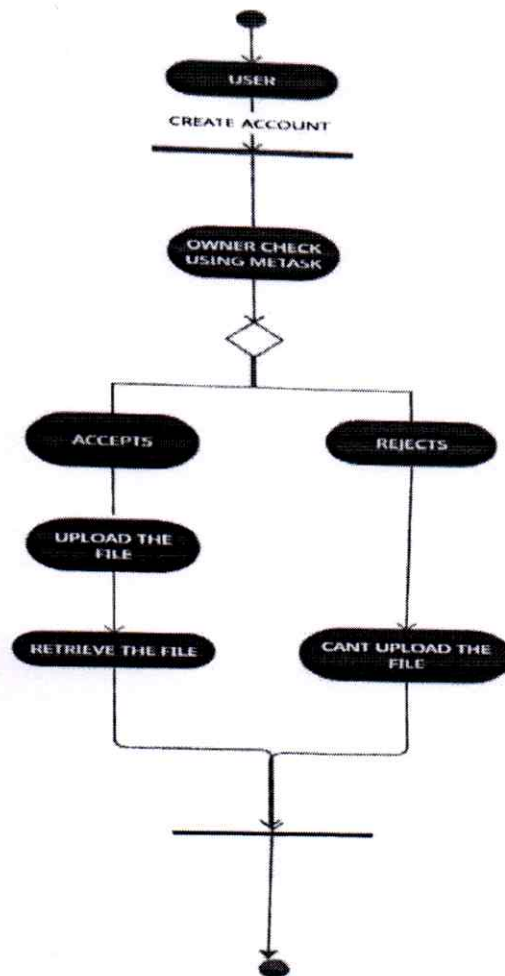 USER
CREATE ACCOUNT
OWNER CHECK
USING METASK
ACCEPTS
REJECTS
UPLOAD THE
FILE
RETRIEVE THE FILE
CANT UPLOAD THE
FILE